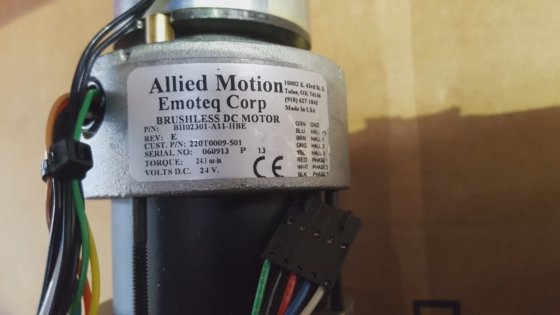 Allied Motion
Emoteq Corp
10002 E. 43rd St. S
Tulsa, OK 74146
(918) 627-1845
Made In USA
BRUSHLESS DC MOTOR
P/N: BH02301-A11-HBE
REV: E
CUST. P/N: 220T0009-501
SERIAL NO: 060913 P 13
TORQUE: 24.1 oz-in
VOLTS D.C. 24 V.
CE
GRN GND
BLU HALL +5
BRN HALL 1
ORG HALL 2
YEL HALL 3
RED PHASE
WHT PHASE
BLK PHASE